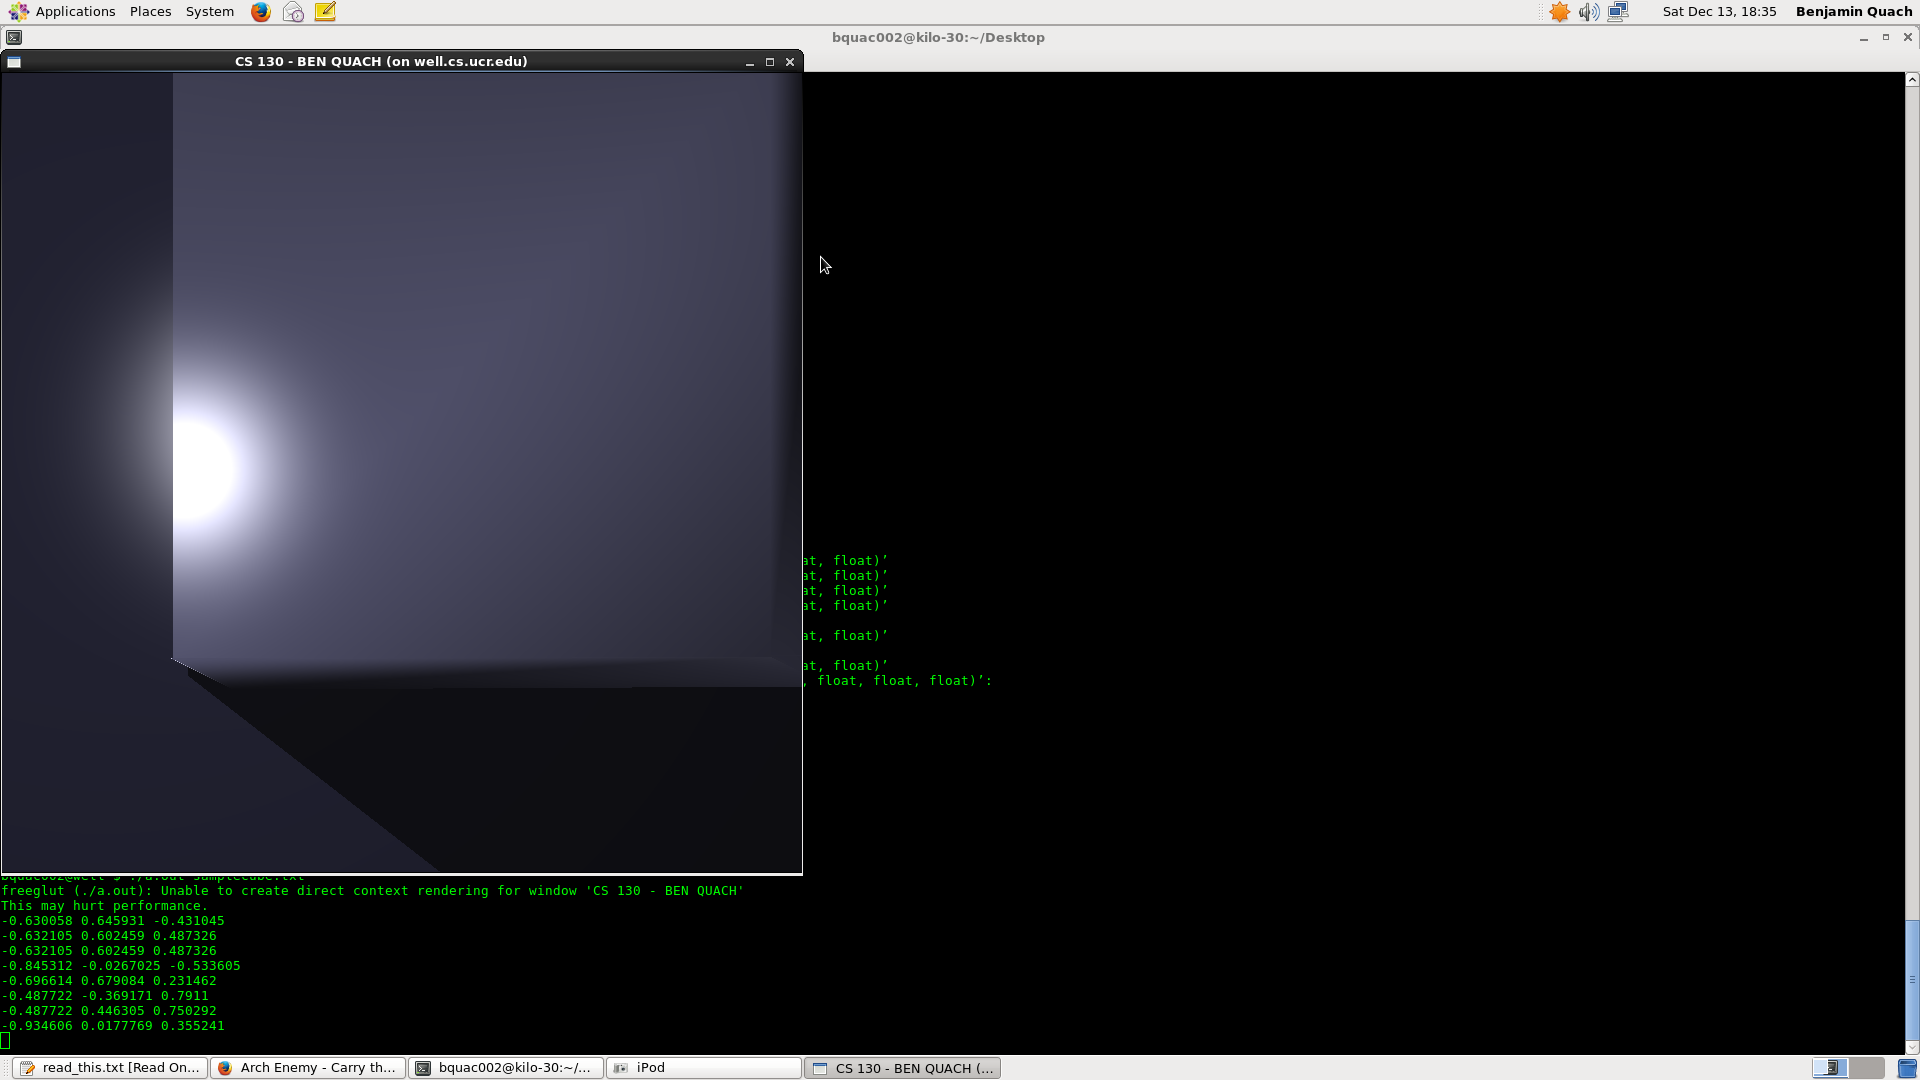 Applications Places System Sat Dec 13, 18:35 Benjamin Quach
bquac002@kilo-30:~/Desktop
CS 130 - BEN QUACH (on well.cs.ucr.edu)
at, float)’
at, float)’
at, float)’
at, float)’
at, float)’
at, float)’
, float, float, float)’:
bquac002@well $ ./a.out samplecube.txt
freeglut (./a.out): Unable to create direct context rendering for window 'CS 130 - BEN QUACH'
This may hurt performance.
-0.630058 0.645931 -0.431045
-0.632105 0.602459 0.487326
-0.632105 0.602459 0.487326
-0.845312 -0.0267025 -0.533605
-0.696614 0.679084 0.231462
-0.487722 -0.369171 0.7911
-0.487722 0.446305 0.750292
-0.934606 0.0177769 0.355241
read_this.txt [Read On... Arch Enemy - Carry th... bquac002@kilo-30:~/... iPod CS 130 - BEN QUACH (...